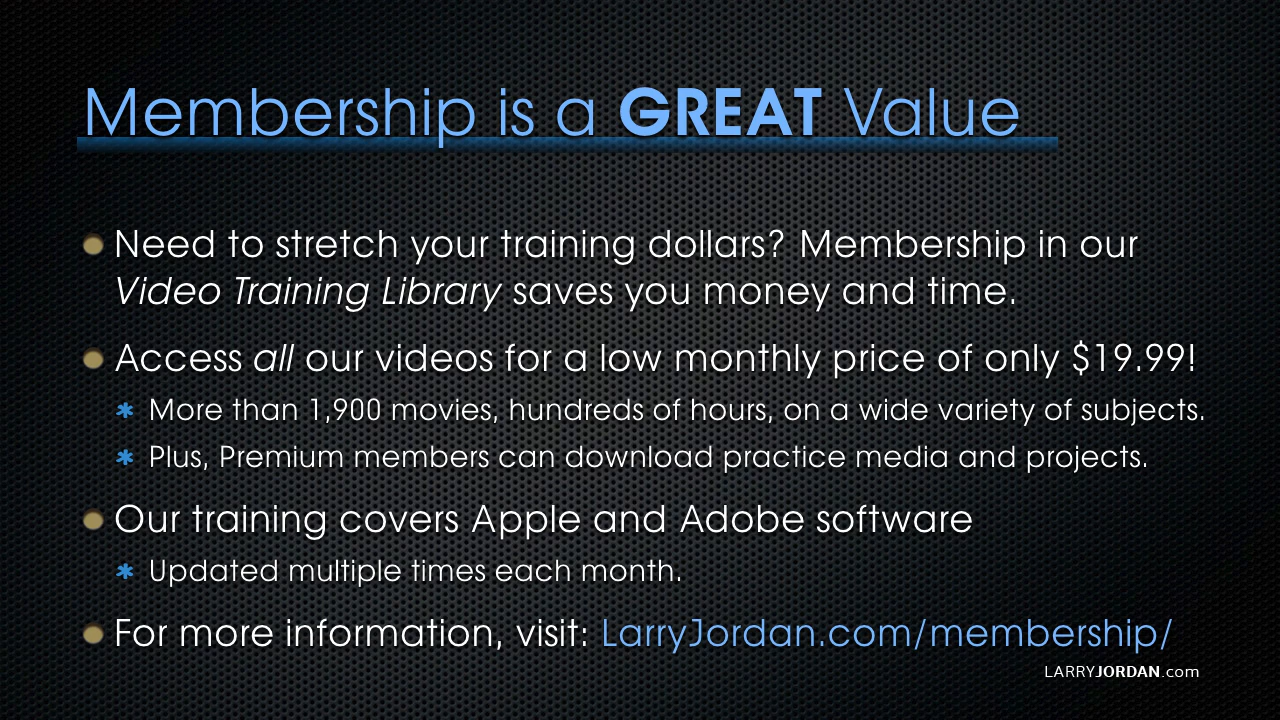 Membership is a GREAT Value
Need to stretch your training dollars? Membership in our
Video Training Library saves you money and time.
Access all our videos for a low monthly price of only $19.99!
More than 1,900 movies, hundreds of hours, on a wide variety of subjects.
Plus, Premium members can download practice media and projects.
Our training covers Apple and Adobe software
Updated multiple times each month.
For more information, visit: LarryJordan.com/membership/
LARRYJORDAN.com